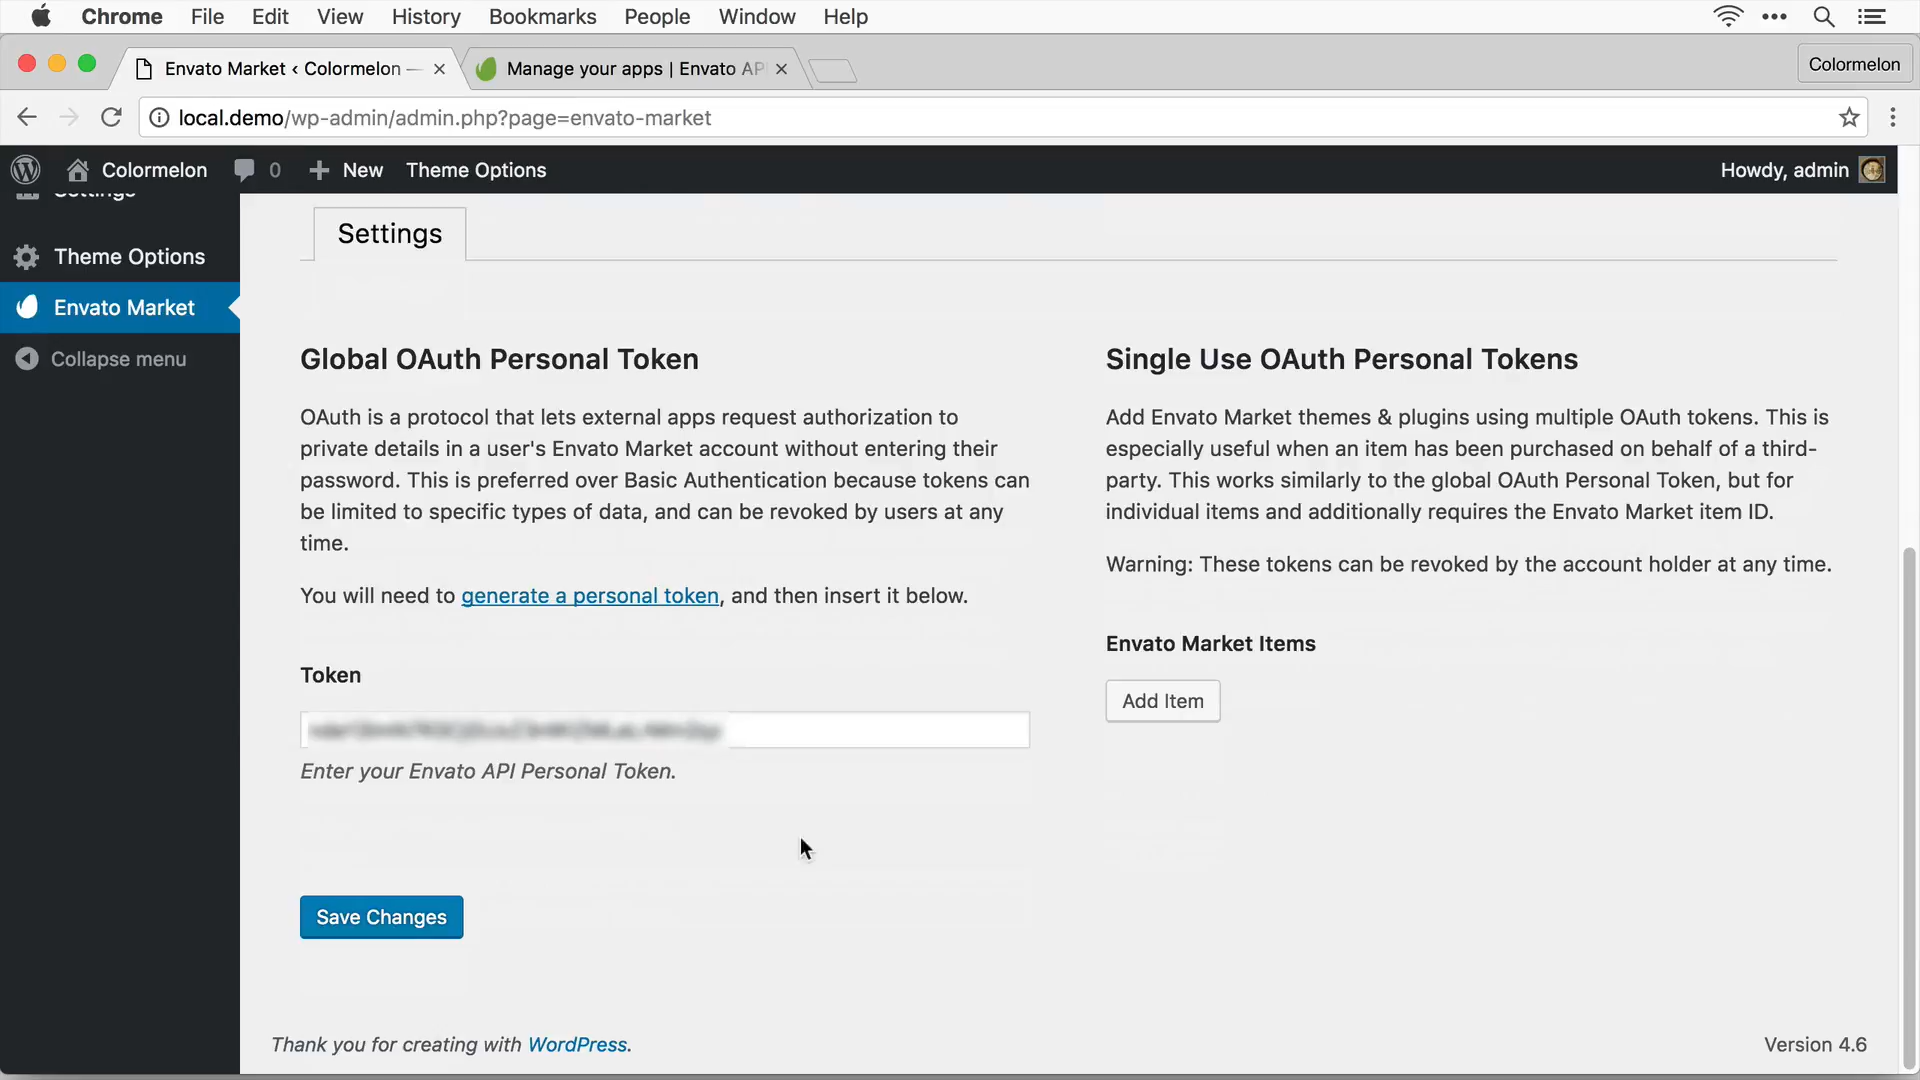 Chrome File Edit View History Bookmarks People Window Help
Envato Market ‹ Colormelon —
Manage your apps | Envato AP
Colormelon
local.demo/wp-admin/admin.php?page=envato-market
Colormelon 0 New Theme Options
Howdy, admin
Settings
Theme Options
Envato Market
Collapse menu
Settings
Global OAuth Personal Token
OAuth is a protocol that lets external apps request authorization to
private details in a user's Envato Market account without entering their
password. This is preferred over Basic Authentication because tokens can
be limited to specific types of data, and can be revoked by users at any
time.
You will need to generate a personal token, and then insert it below.
Token
Enter your Envato API Personal Token.
Save Changes
Single Use OAuth Personal Tokens
Add Envato Market themes & plugins using multiple OAuth tokens. This is
especially useful when an item has been purchased on behalf of a third-
party. This works similarly to the global OAuth Personal Token, but for
individual items and additionally requires the Envato Market item ID.
Warning: These tokens can be revoked by the account holder at any time.
Envato Market Items
Add Item
Thank you for creating with WordPress.
Version 4.6